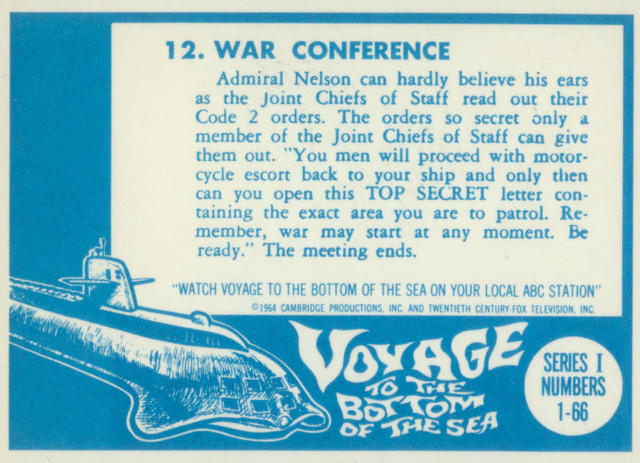 12. WAR CONFERENCE
Admiral Nelson can hardly believe his ears
as the Joint Chiefs of Staff read out their
Code 2 orders. The orders so secret only a
member of the Joint Chiefs of Staff can give
them out. "You men will proceed with motor-
cycle escort back to your ship and only then
can you open this TOP SECRET letter con-
taining the exact area you are to patrol. Re-
member, war may start at any moment. Be
ready." The meeting ends.
"WATCH VOYAGE TO THE BOTTOM OF THE SEA ON YOUR LOCAL ABC STATION"
©1964 CAMBRIDGE PRODUCTIONS, INC. AND TWENTIETH CENTURY-FOX TELEVISION, INC.
VOYAGE
TO THE
BOTTOM
OF THE SEA
SERIES I
NUMBERS
1-66